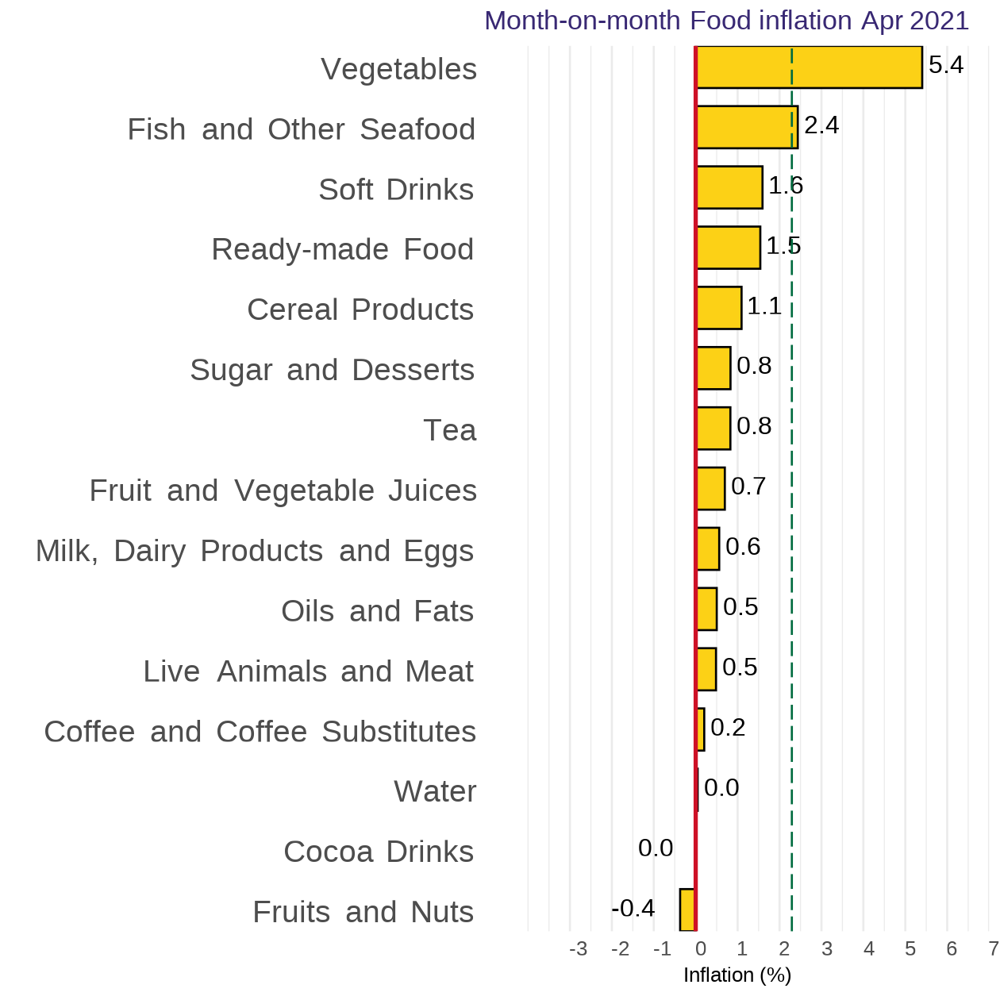 Month-on-month Food inflation Apr 2021
Vegetables 5.4
Fish and Other Seafood 2.4
Soft Drinks 1.6
Ready-made Food 1.5
Cereal Products 1.1
Sugar and Desserts 0.8
Tea 0.8
Fruit and Vegetable Juices 0.7
Milk, Dairy Products and Eggs 0.6
Oils and Fats 0.5
Live Animals and Meat 0.5
Coffee and Coffee Substitutes 0.2
Water 0.0
Cocoa Drinks 0.0
Fruits and Nuts -0.4
-3 -2 -1 0 1 2 3 4 5 6 7
Inflation (%)